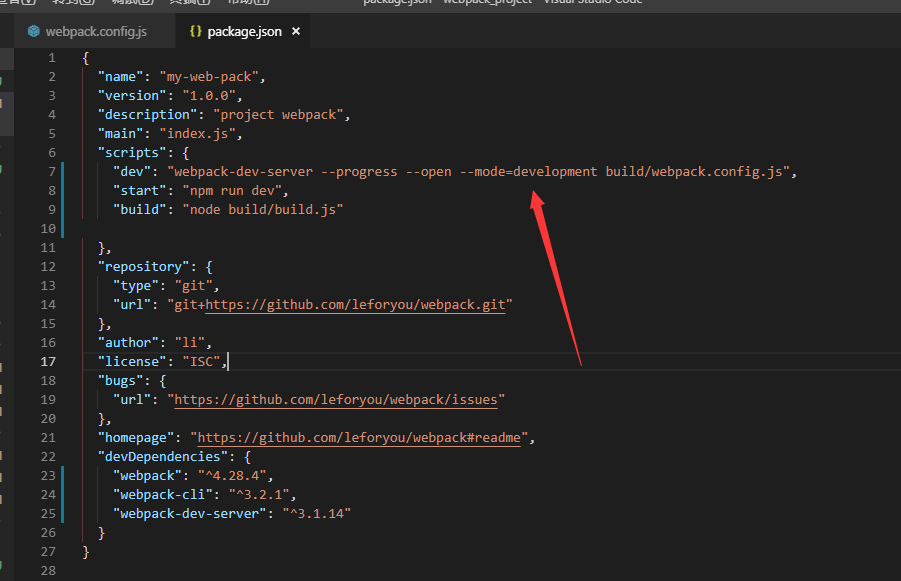 package.json - webpack_project - Visual Studio Code
webpack.config.js
{} package.json ×
1 {
2 "name": "my-web-pack",
3 "version": "1.0.0",
4 "description": "project webpack",
5 "main": "index.js",
6 "scripts": {
7 "dev": "webpack-dev-server --progress --open --mode=development build/webpack.config.js",
8 "start": "npm run dev",
9 "build": "node build/build.js"
10
11 },
12 "repository": {
13 "type": "git",
14 "url": "git+https://github.com/leforyou/webpack.git"
15 },
16 "author": "li",
17 "license": "ISC",
18 "bugs": {
19 "url": "https://github.com/leforyou/webpack/issues"
20 },
21 "homepage": "https://github.com/leforyou/webpack#readme",
22 "devDependencies": {
23 "webpack": "^4.28.4",
24 "webpack-cli": "^3.2.1",
25 "webpack-dev-server": "^3.1.14"
26 }
27 }
28